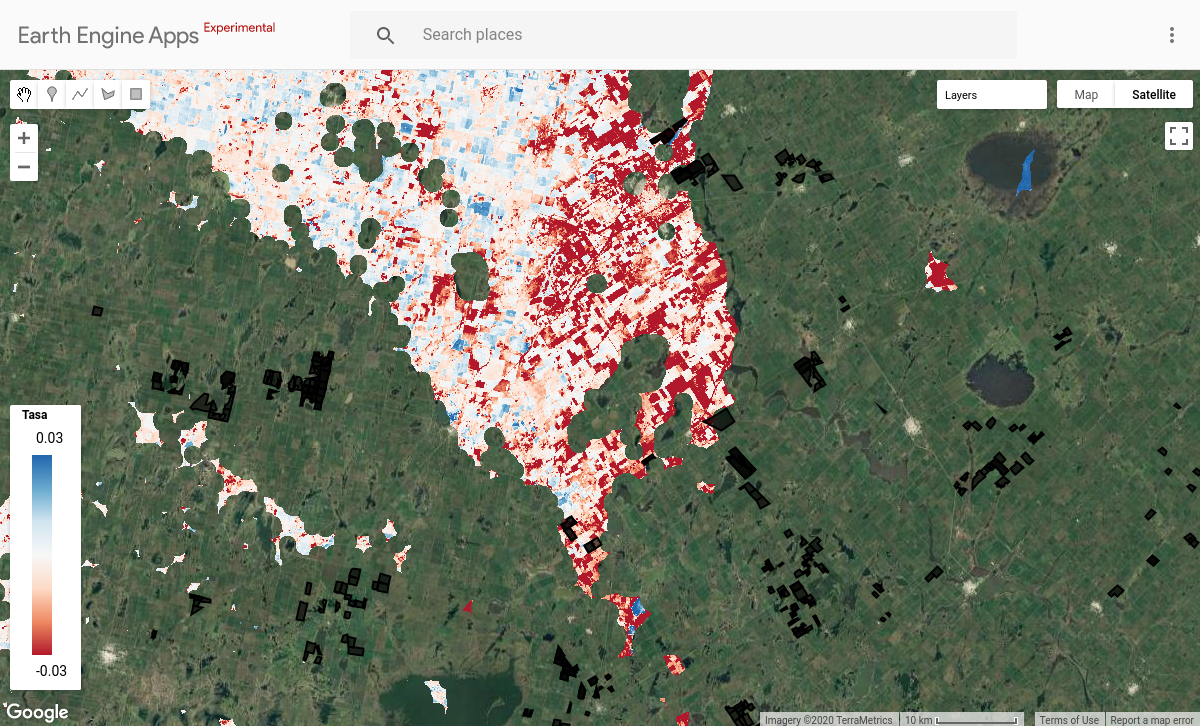 Earth Engine Apps Experimental
Search places
Layers
Map Satellite
+
−
Tasa
0.03
-0.03
Google
Imagery ©2020 TerraMetrics 10 km Terms of Use Report a map error